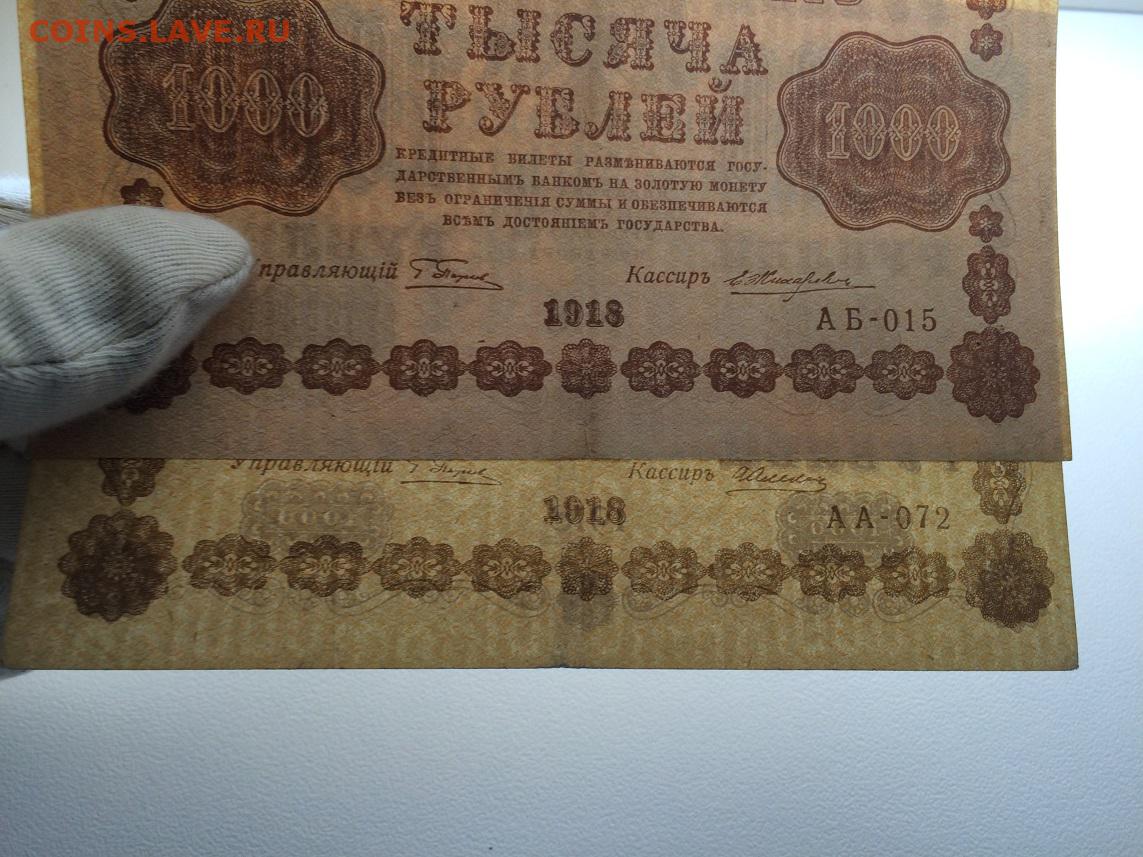 COINS.LAVE.RU
ТЫСЯЧА
1000
РУБЛЕЙ
1000
КРЕДИТНЫЕ БИЛЕТЫ РАЗМѢНИВАЮТСЯ ГОСУ-
ДАРСТВЕННЫМЪ БАНКОМЪ НА ЗОЛОТУЮ МОНЕТУ
БЕЗЪ ОГРАНИЧЕНІЯ СУММЫ И ОБЕЗПЕЧИВАЮТСЯ
ВСѢМЪ ДОСТОЯНІЕМЪ ГОСУДАРСТВА.
Управляющій Кассиръ
1918
АБ-015
Управляющій Кассиръ
1918
АА-072